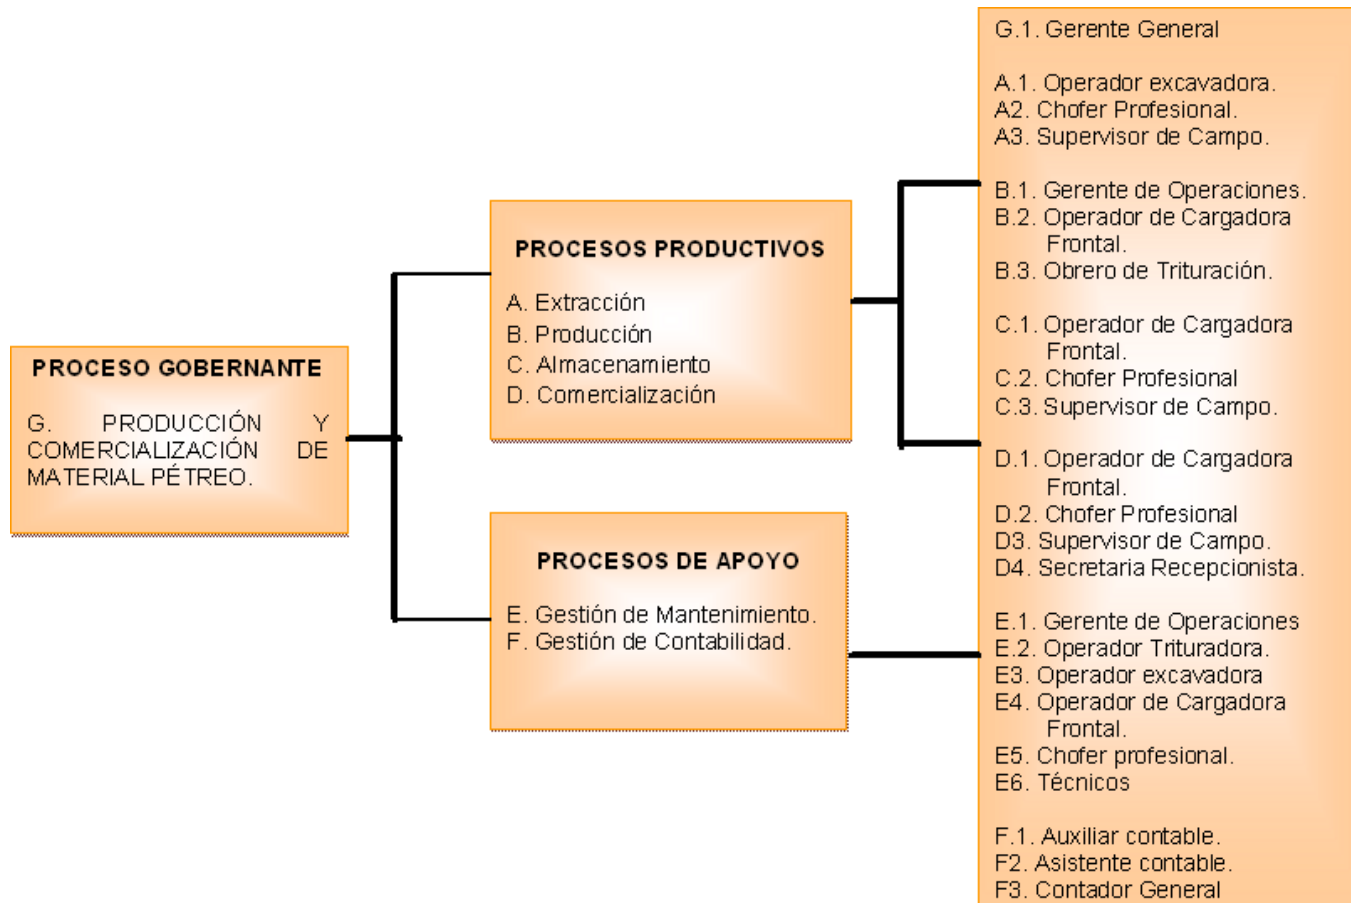 PROCESO GOBERNANTE
G. PRODUCCIÓN Y
COMERCIALIZACIÓN DE
MATERIAL PÉTREO.
PROCESOS PRODUCTIVOS
A. Extracción
B. Producción
C. Almacenamiento
D. Comercialización
PROCESOS DE APOYO
E. Gestión de Mantenimiento.
F. Gestión de Contabilidad.
G.1. Gerente General
A.1. Operador excavadora.
A2. Chofer Profesional.
A3. Supervisor de Campo.
B.1. Gerente de Operaciones.
B.2. Operador de Cargadora
Frontal.
B.3. Obrero de Trituración.
C.1. Operador de Cargadora
Frontal.
C.2. Chofer Profesional
C.3. Supervisor de Campo.
D.1. Operador de Cargadora
Frontal.
D.2. Chofer Profesional
D3. Supervisor de Campo.
D4. Secretaria Recepcionista.
E.1. Gerente de Operaciones
E.2. Operador Trituradora.
E3. Operador excavadora
E4. Operador de Cargadora
Frontal.
E5. Chofer profesional.
E6. Técnicos
F.1. Auxiliar contable.
F2. Asistente contable.
F3. Contador General